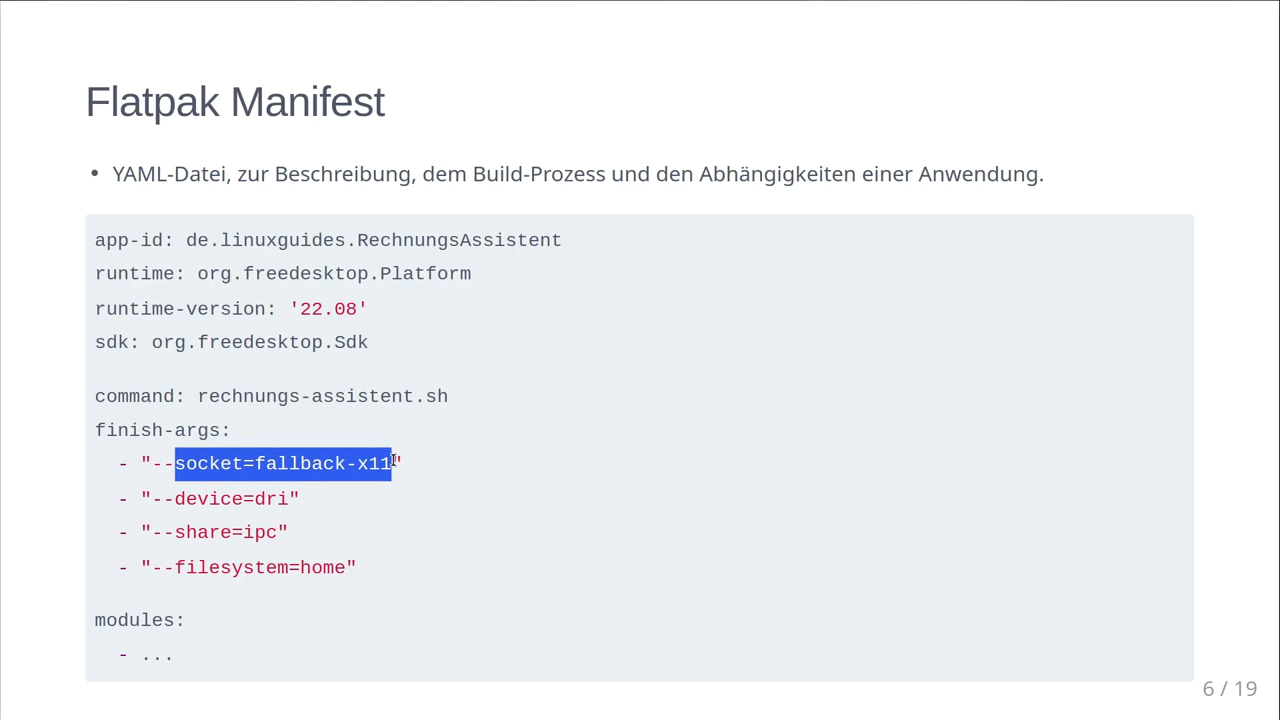 Flatpak Manifest
• YAML-Datei, zur Beschreibung, dem Build-Prozess und den Abhängigkeiten einer Anwendung.
app-id: de.linuxguides.RechnungsAssistent
runtime: org.freedesktop.Platform
runtime-version: '22.08'
sdk: org.freedesktop.Sdk
command: rechnungs-assistent.sh
finish-args:
- "--socket=fallback-x11"
- "--device=dri"
- "--share=ipc"
- "--filesystem=home"
modules:
- ...
6 / 19